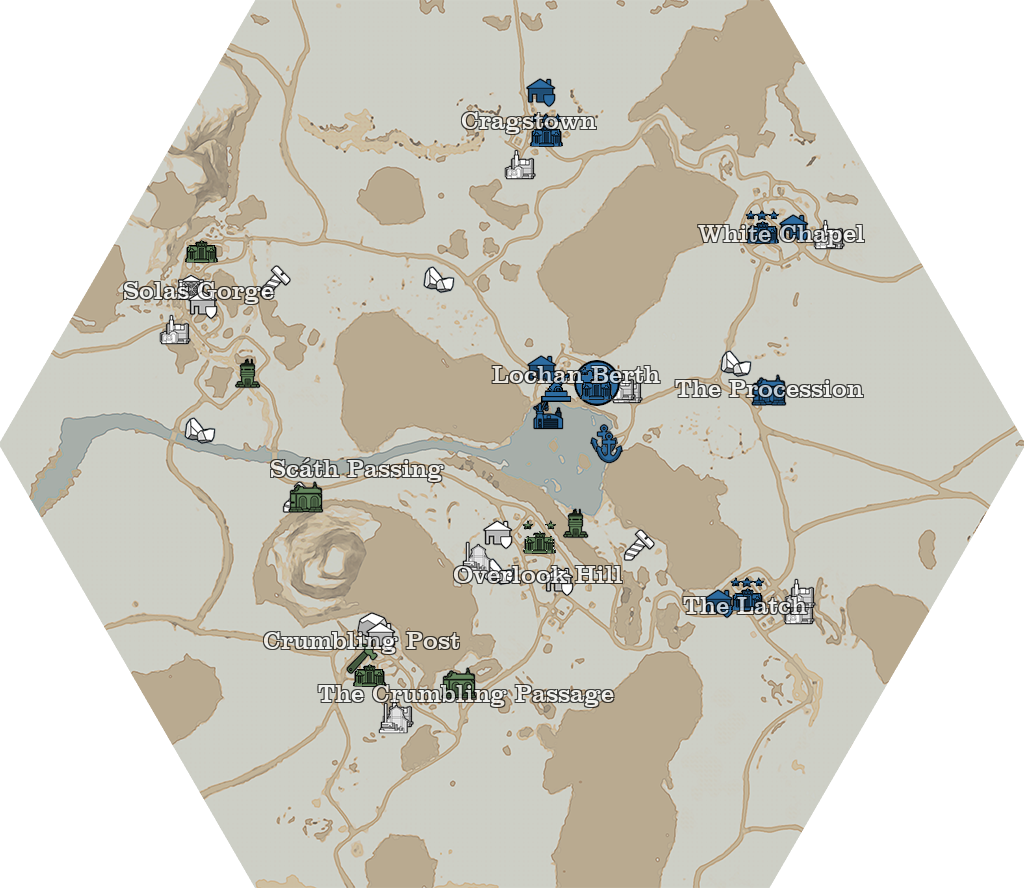 Cragstown
White Chapel
Solas Gorge
Lochan Berth
The Procession
Scáth Passing
Overlook Hill
The Latch
Crumbling Post
The Crumbling Passage